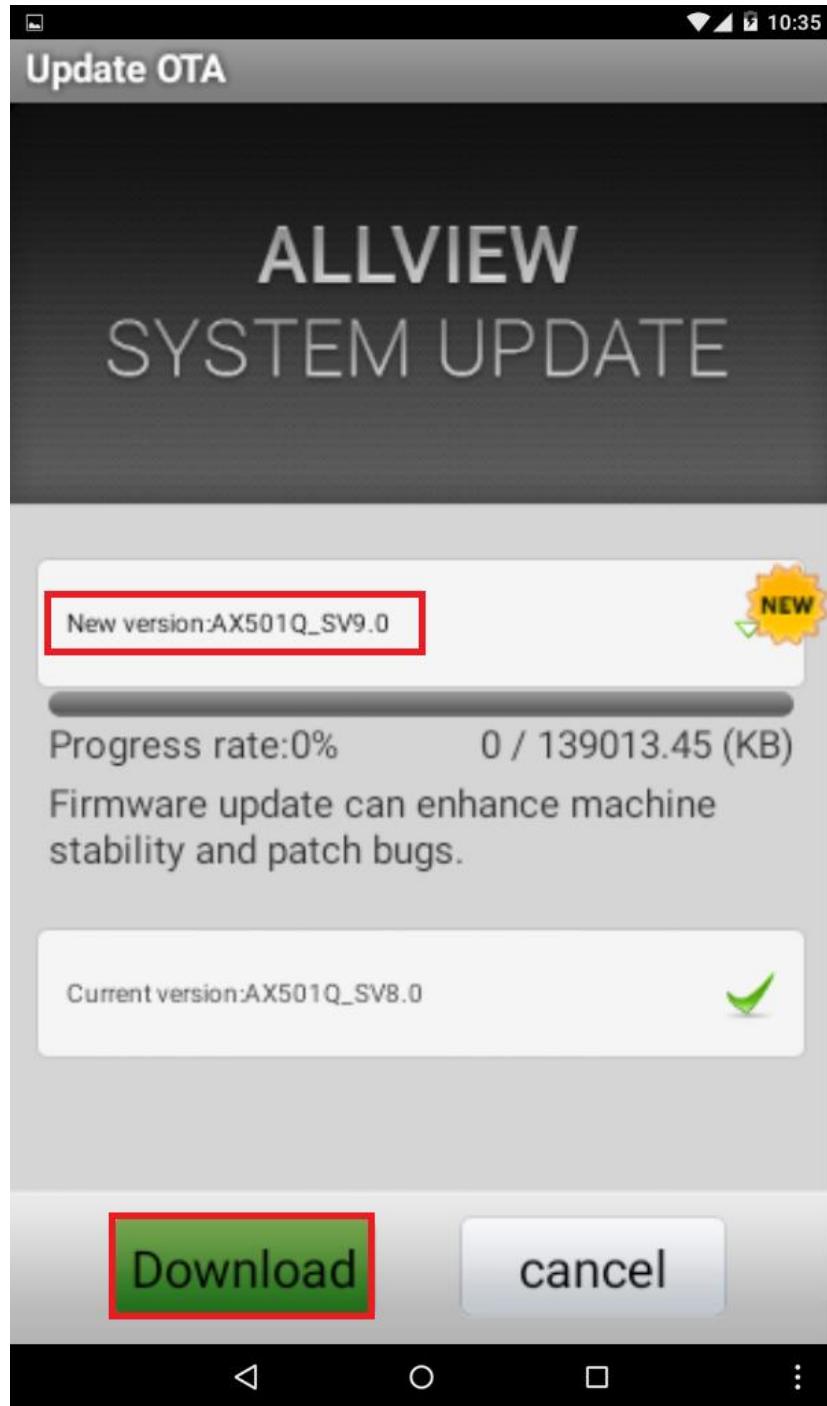 10:35
Update OTA
ALLVIEW
SYSTEM UPDATE
New version:AX501Q_SV9.0
NEW
Progress rate:0% 0 / 139013.45 (KB)
Firmware update can enhance machine
stability and patch bugs.
Current version:AX501Q_SV8.0
Download cancel